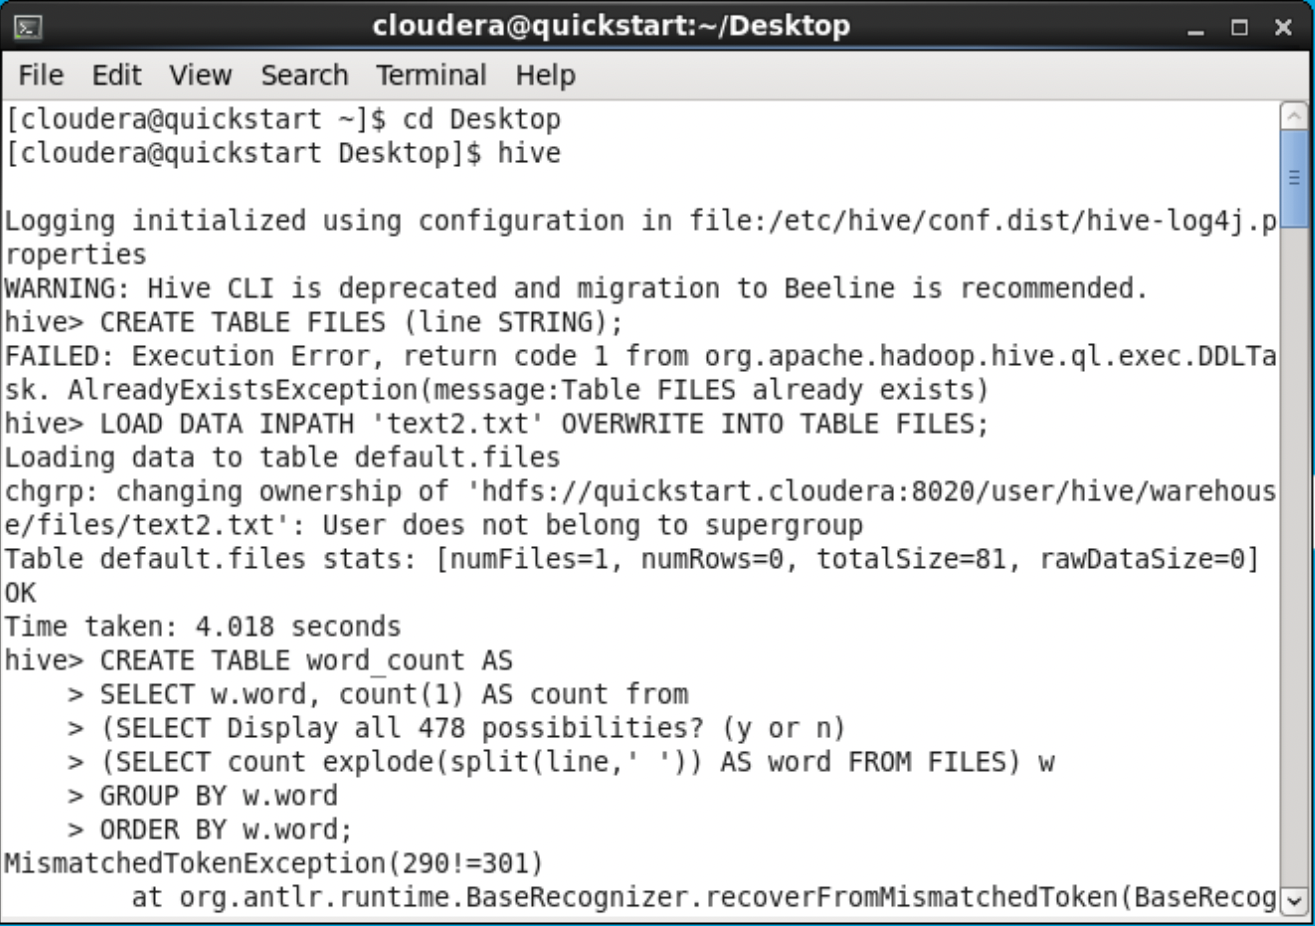 cloudera@quickstart:~/Desktop
File Edit View Search Terminal Help
[cloudera@quickstart ~]$ cd Desktop
[cloudera@quickstart Desktop]$ hive
Logging initialized using configuration in file:/etc/hive/conf.dist/hive-log4j.p
roperties
WARNING: Hive CLI is deprecated and migration to Beeline is recommended.
hive> CREATE TABLE FILES (line STRING);
FAILED: Execution Error, return code 1 from org.apache.hadoop.hive.ql.exec.DDLTa
sk. AlreadyExistsException(message:Table FILES already exists)
hive> LOAD DATA INPATH 'text2.txt' OVERWRITE INTO TABLE FILES;
Loading data to table default.files
chgrp: changing ownership of 'hdfs://quickstart.cloudera:8020/user/hive/warehous
e/files/text2.txt': User does not belong to supergroup
Table default.files stats: [numFiles=1, numRows=0, totalSize=81, rawDataSize=0]
OK
Time taken: 4.018 seconds
hive> CREATE TABLE word_count AS
    > SELECT w.word, count(1) AS count from
    > (SELECT Display all 478 possibilities? (y or n)
    > (SELECT count explode(split(line,' ')) AS word FROM FILES) w
    > GROUP BY w.word
    > ORDER BY w.word;
MismatchedTokenException(290!=301)
        at org.antlr.runtime.BaseRecognizer.recoverFromMismatchedToken(BaseRecog